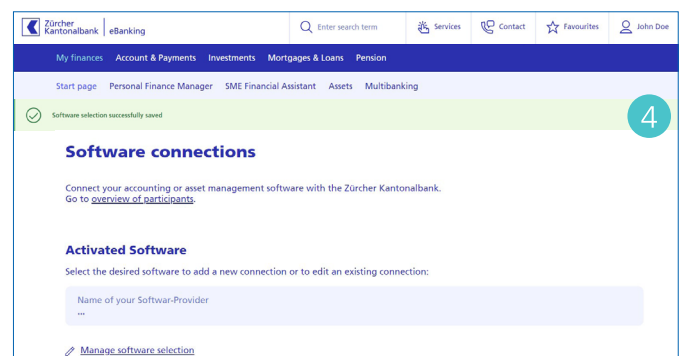 Zürcher
Kantonalbank eBanking
Enter search term
Services
Contact
Favourites
John Doe
My finances Account & Payments Investments Mortgages & Loans Pension
Start page Personal Finance Manager SME Financial Assistant Assets Multibanking
Software selection successfully saved
4
Software connections
Connect your accounting or asset management software with the Zürcher Kantonalbank.
Go to overview of participants.
Activated Software
Select the desired software to add a new connection or to edit an existing connection:
Name of your Softwar-Provider
...
Manage software selection